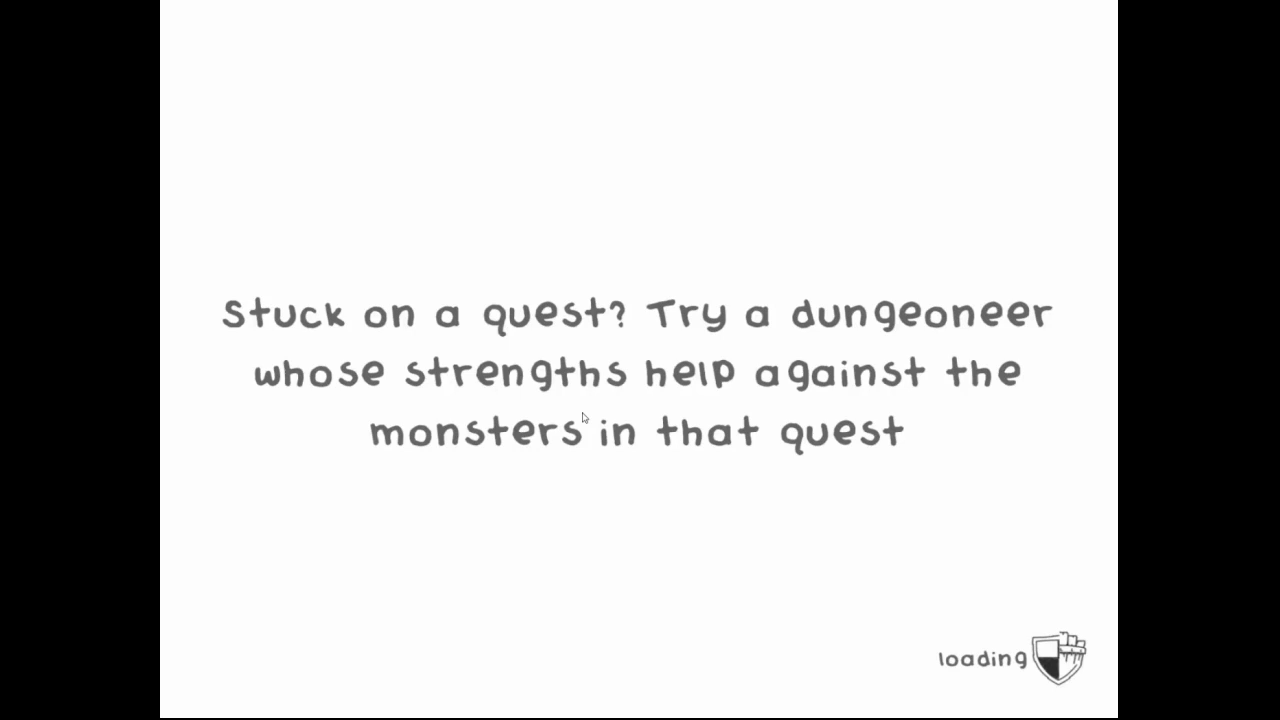 Stuck on a quest? Try a dungeoneer
whose strengths help against the
monsters in that quest
loading